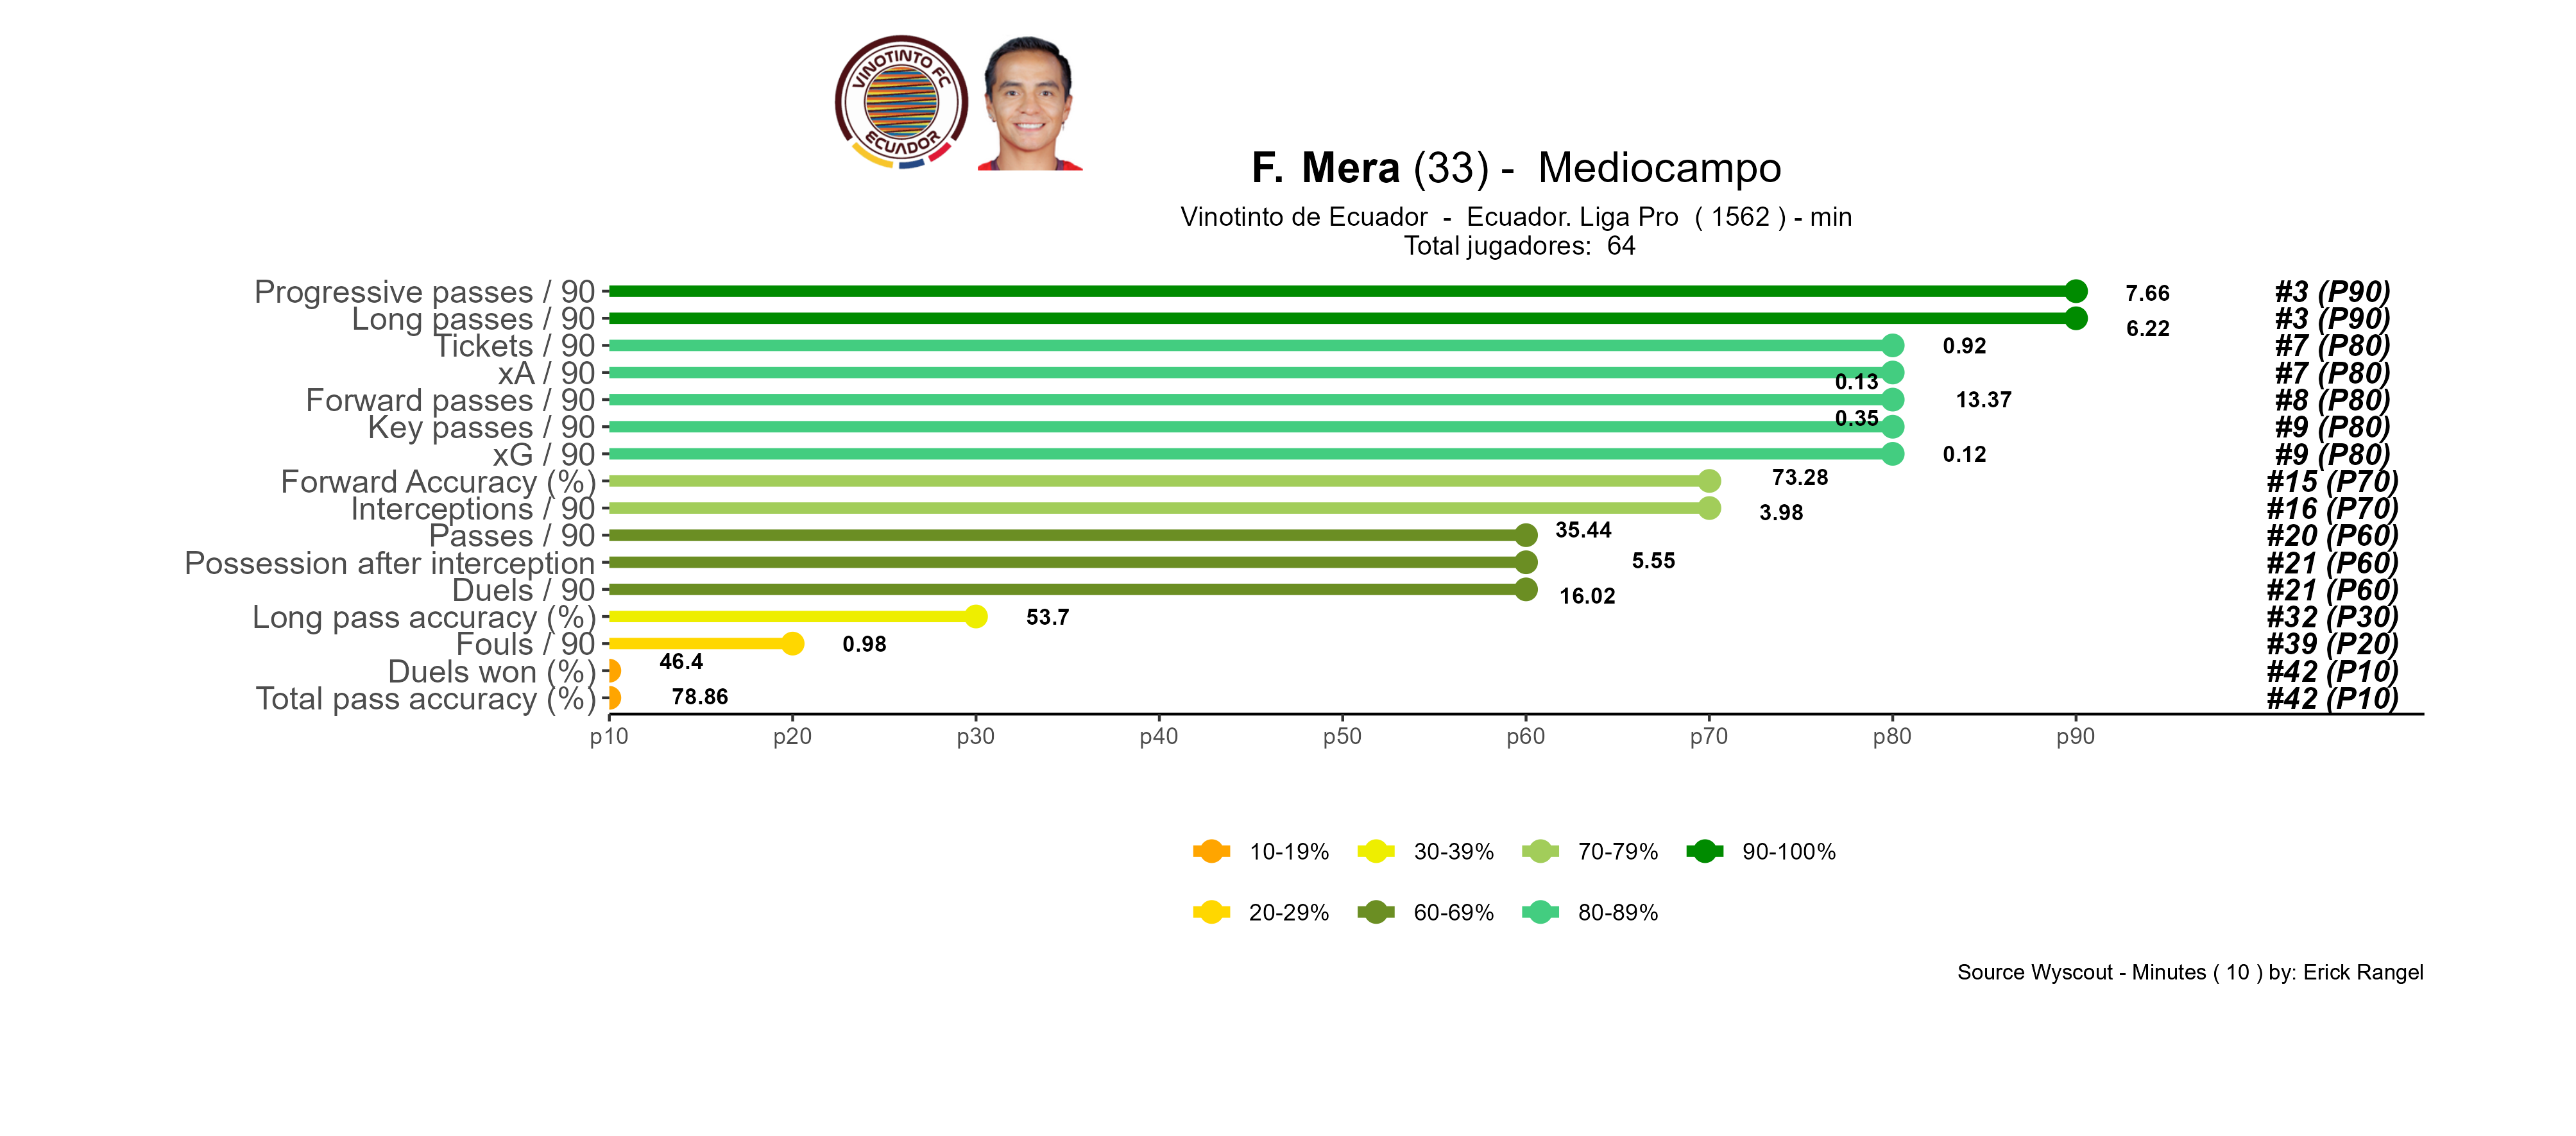 VINOTINTO FC
ECUADOR
F. Mera (33) - Mediocampo
Vinotinto de Ecuador - Ecuador. Liga Pro ( 1562 ) - min
Total jugadores: 64
Progressive passes / 90 7.66 #3 (P90)
Long passes / 90 6.22 #3 (P90)
Tickets / 90 0.92 #7 (P80)
xA / 90 0.13 #7 (P80)
Forward passes / 90 13.37 #8 (P80)
Key passes / 90 0.35 #9 (P80)
xG / 90 0.12 #9 (P80)
Forward Accuracy (%) 73.28 #15 (P70)
Interceptions / 90 3.98 #16 (P70)
Passes / 90 35.44 #20 (P60)
Possession after interception 5.55 #21 (P60)
Duels / 90 16.02 #21 (P60)
Long pass accuracy (%) 53.7 #32 (P30)
Fouls / 90 0.98 #39 (P20)
Duels won (%) 46.4 #42 (P10)
Total pass accuracy (%) 78.86 #42 (P10)
p10 p20 p30 p40 p50 p60 p70 p80 p90
10-19% 30-39% 70-79% 90-100%
20-29% 60-69% 80-89%
Source Wyscout - Minutes ( 10 ) by: Erick Rangel